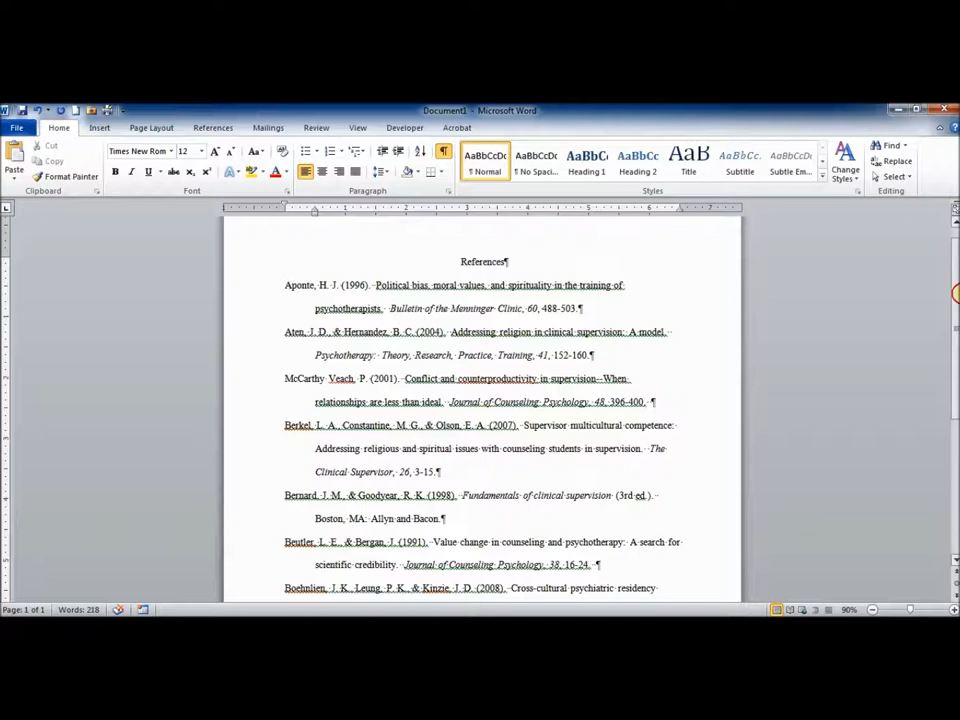 Document1 - Microsoft Word
File Home Insert Page Layout References Mailings Review View Developer Acrobat
Paste Cut Copy Format Painter
Times New Rom 12
AaBbCcDc AaBbCcDc AaBbC AaBbCc AaBb AaBbCc. AaBbCcDc
¶ Normal ¶ No Spaci... Heading 1 Heading 2 Title Subtitle Subtle Em...
Change Styles
Find Replace Select
Clipboard Font Paragraph Styles Editing
References¶
Aponte, H. J. (1996). Political bias, moral values, and spirituality in the training of
psychotherapists. Bulletin of the Menninger Clinic, 60, 488-503.¶
Aten, J. D., & Hernandez, B. C. (2004). Addressing religion in clinical supervision: A model.
Psychotherapy: Theory, Research, Practice, Training, 41, 152-160.¶
McCarthy Veach, P. (2001). Conflict and counterproductivity in supervision--When
relationships are less than ideal. Journal of Counseling Psychology, 48, 396-400. ¶
Berkel, L. A., Constantine, M. G., & Olson, E. A. (2007). Supervisor multicultural competence:
Addressing religious and spiritual issues with counseling students in supervision. The
Clinical Supervisor, 26, 3-15.¶
Bernard, J. M., & Goodyear, R. K. (1998). Fundamentals of clinical supervision (3rd ed.).
Boston, MA: Allyn and Bacon.¶
Beutler, L. E., & Bergan, J. (1991). Value change in counseling and psychotherapy: A search for
scientific credibility. Journal of Counseling Psychology, 38, 16-24. ¶
Boehnlien, J. K., Leung, P. K., & Kinzie, J. D. (2008). Cross-cultural psychiatric residency
Page: 1 of 1 Words: 218 90%